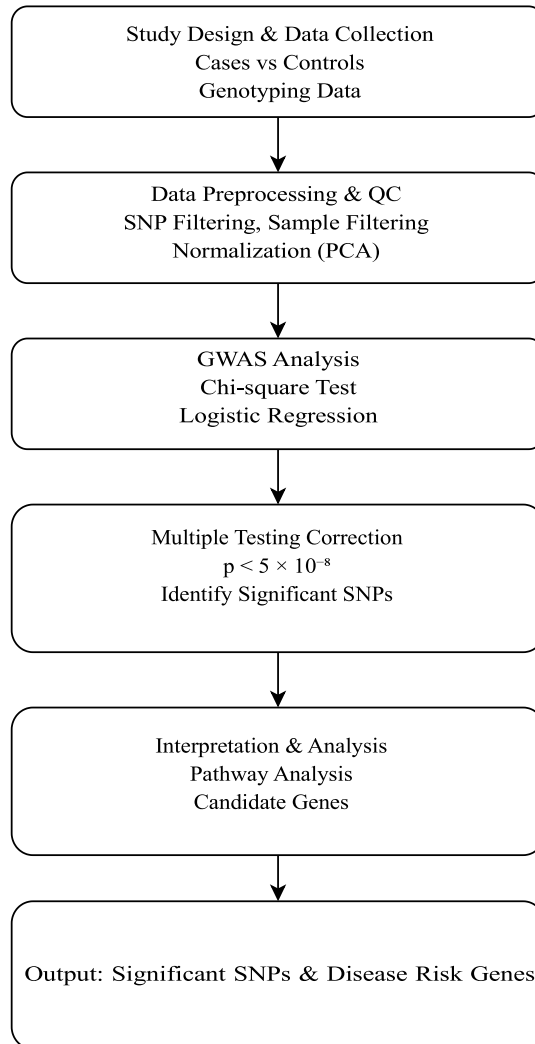 Study Design & Data Collection
Cases vs Controls
Genotyping Data
Data Preprocessing & QC
SNP Filtering, Sample Filtering
Normalization (PCA)
GWAS Analysis
Chi-square Test
Logistic Regression
Multiple Testing Correction
p < 5 × 10⁻⁸
Identify Significant SNPs
Interpretation & Analysis
Pathway Analysis
Candidate Genes
Output: Significant SNPs & Disease Risk Genes